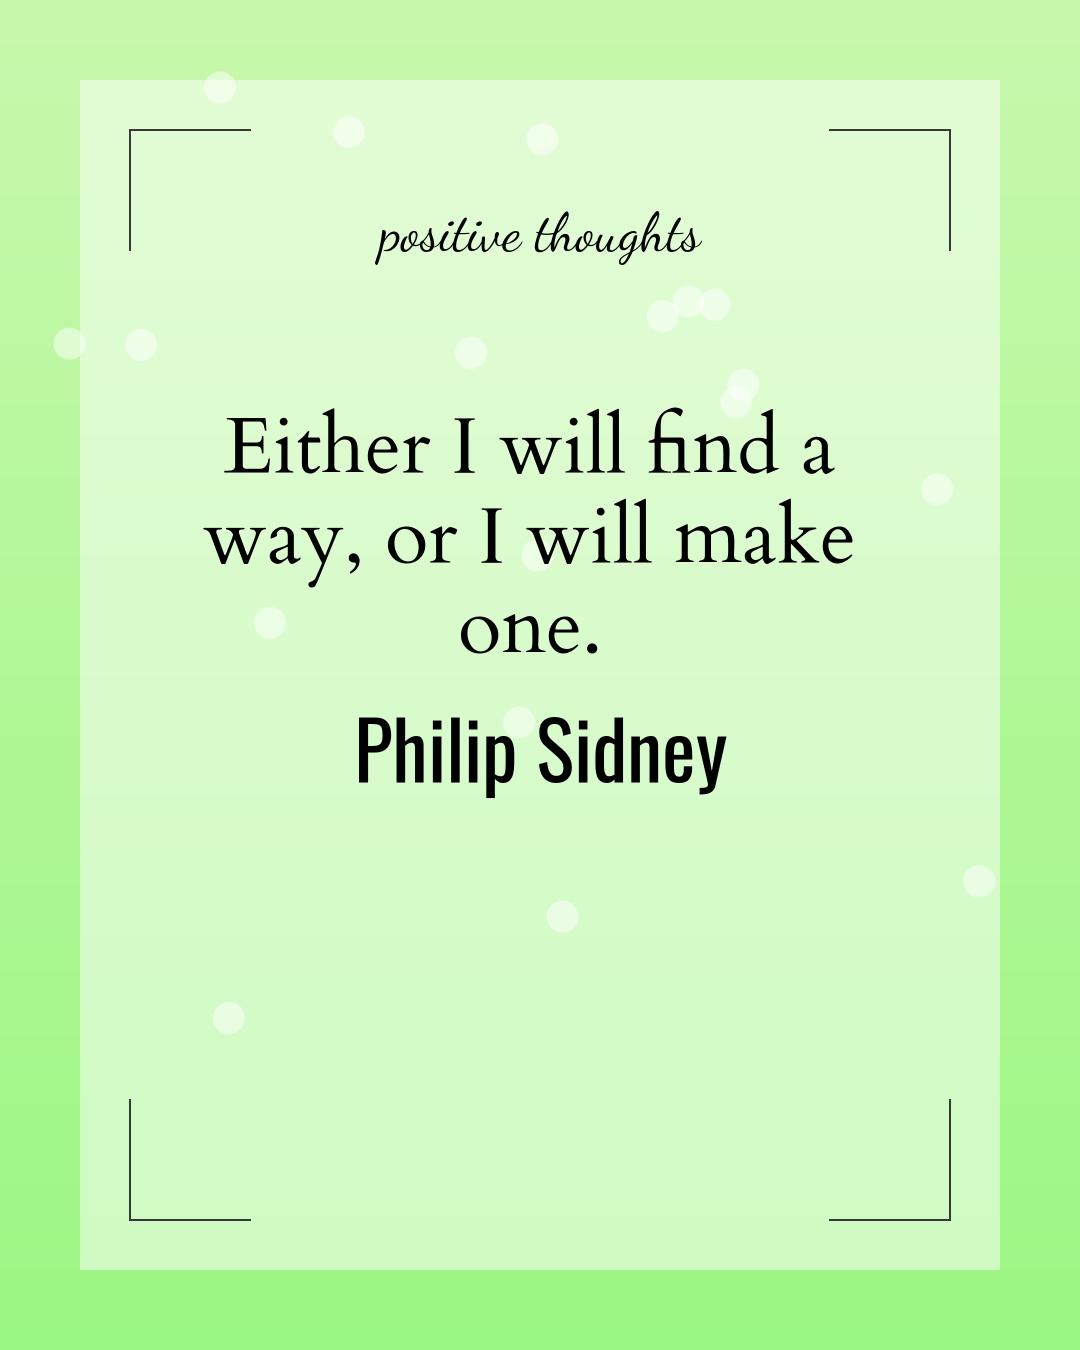 positive thoughts
Either I will find a
way, or I will make
one.
Philip Sidney